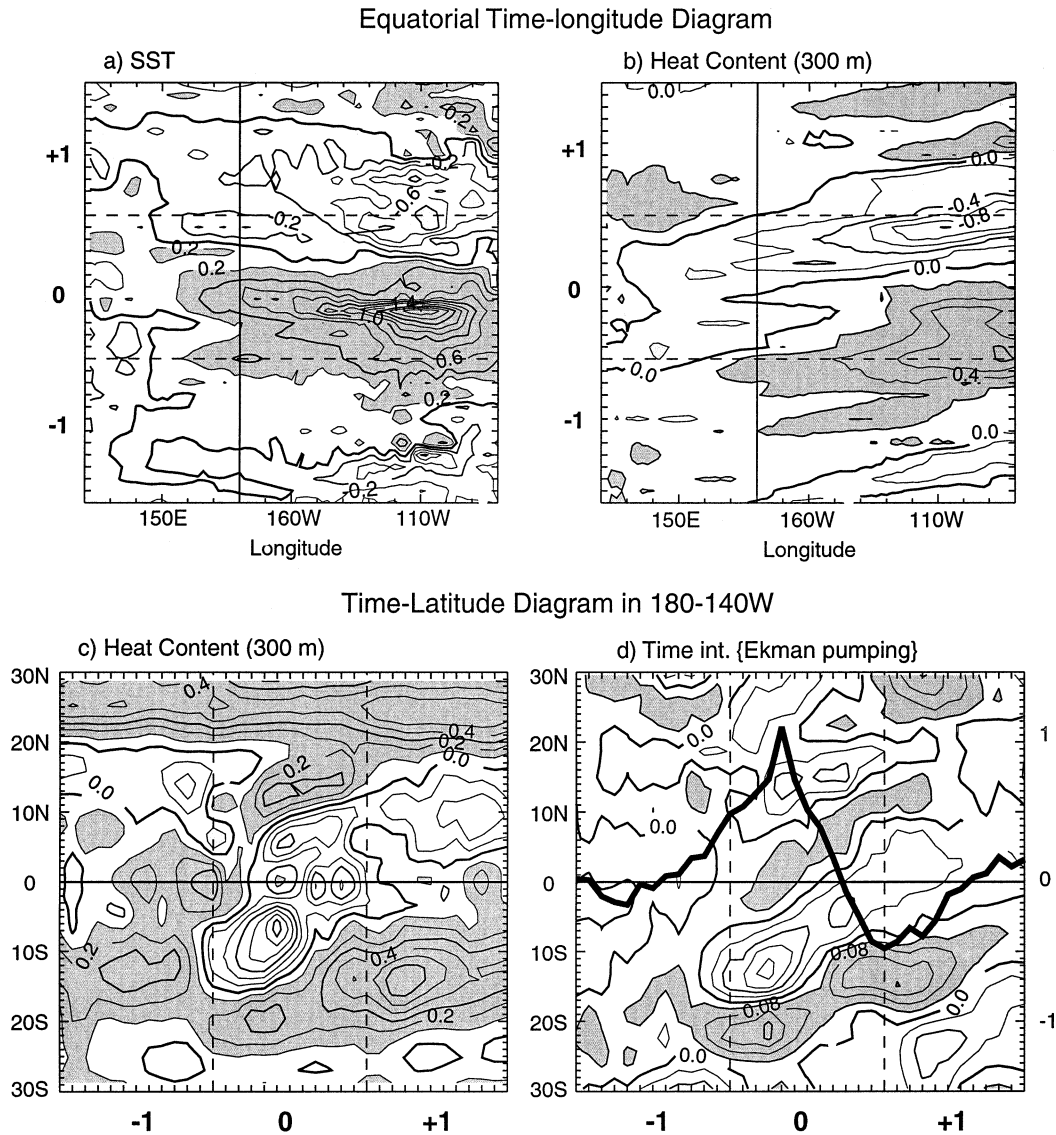 Equatorial Time-longitude Diagram
a) SST
b) Heat Content (300 m)
0.2
-0.2
-0.6
-0.2
0.2
0.2
1.4
1.0
0.6
0.2
-0.2
+1
0
-1
150E 160W 110W
Longitude
0.0
0.0
-0.4
-0.8
0.0
0.0
0.4
0.0
+1
0
-1
150E 160W 110W
Longitude
Time-Latitude Diagram in 180-140W
c) Heat Content (300 m)
d) Time int. {Ekman pumping}
30N
20N
10N
0
10S
20S
30S
0.4
0.4
0.2
0.0
0.2
0.0
0.2
0.4
0.2
-1 0 +1
30N
20N
10N
0
10S
20S
30S
0.0
0.0
0.08
0.08
0.0
0.0
1
0
-1
-1 0 +1